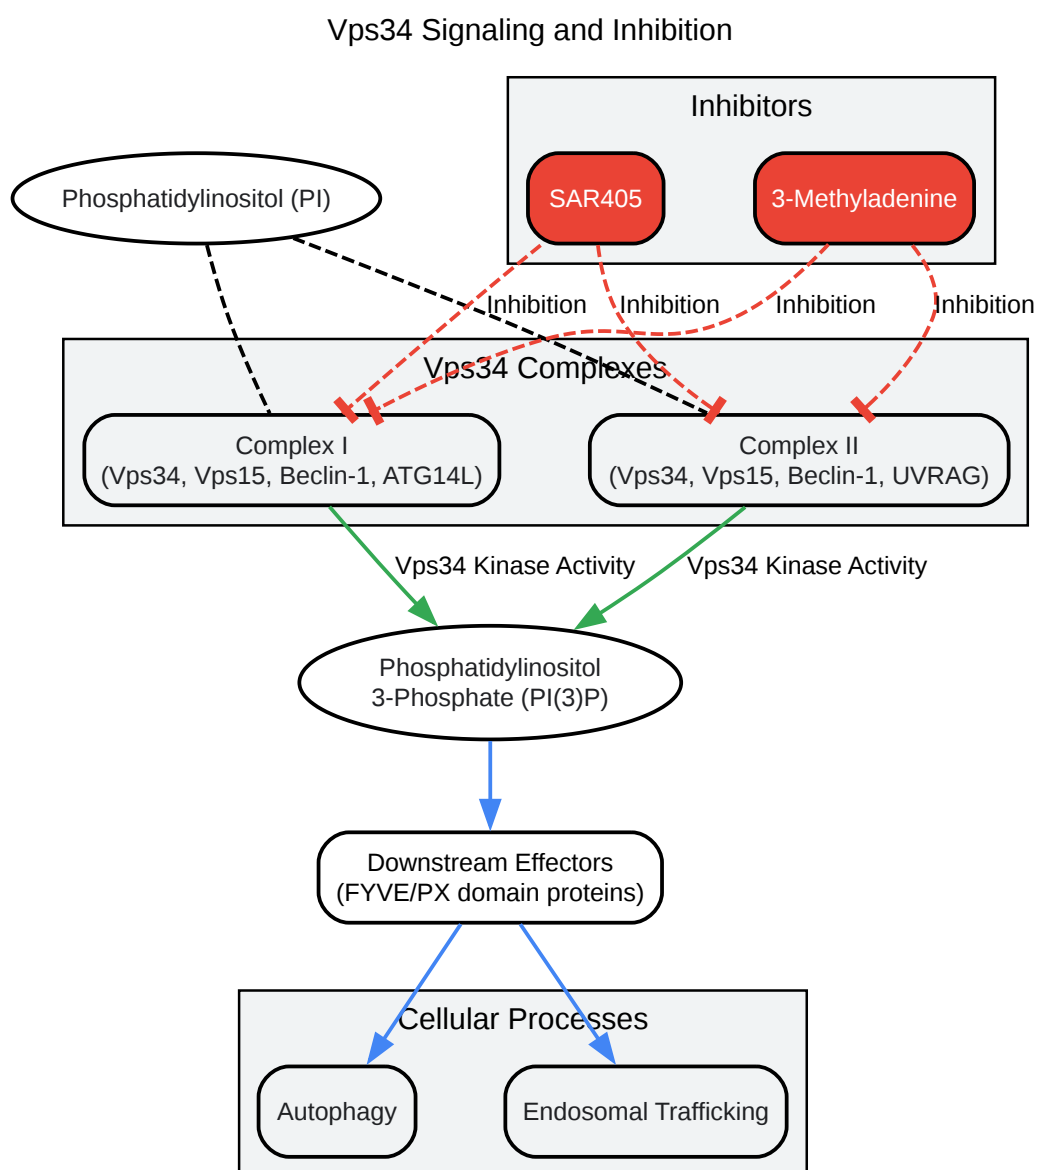 Vps34 Signaling and Inhibition
Inhibitors
Phosphatidylinositol (PI)
SAR405
3-Methyladenine
Inhibition
Inhibition
Inhibition
Inhibition
Vps34 Complexes
Complex I
(Vps34, Vps15, Beclin-1, ATG14L)
Complex II
(Vps34, Vps15, Beclin-1, UVRAG)
Vps34 Kinase Activity
Vps34 Kinase Activity
Phosphatidylinositol
3-Phosphate (PI(3)P)
Downstream Effectors
(FYVE/PX domain proteins)
Cellular Processes
Autophagy
Endosomal Trafficking